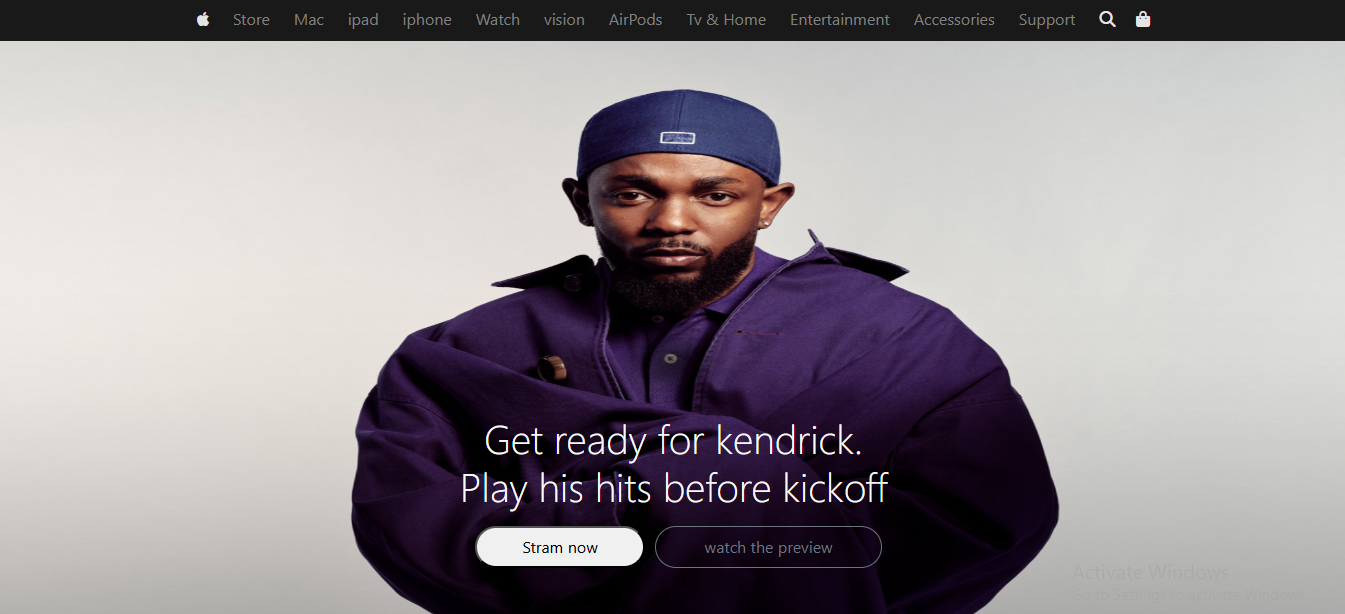 Store Mac ipad iphone Watch vision AirPods Tv & Home Entertainment Accessories Support
Get ready for kendrick.
Play his hits before kickoff
Stram now watch the preview
Activate Windows
Go to Settings to activate Windows.